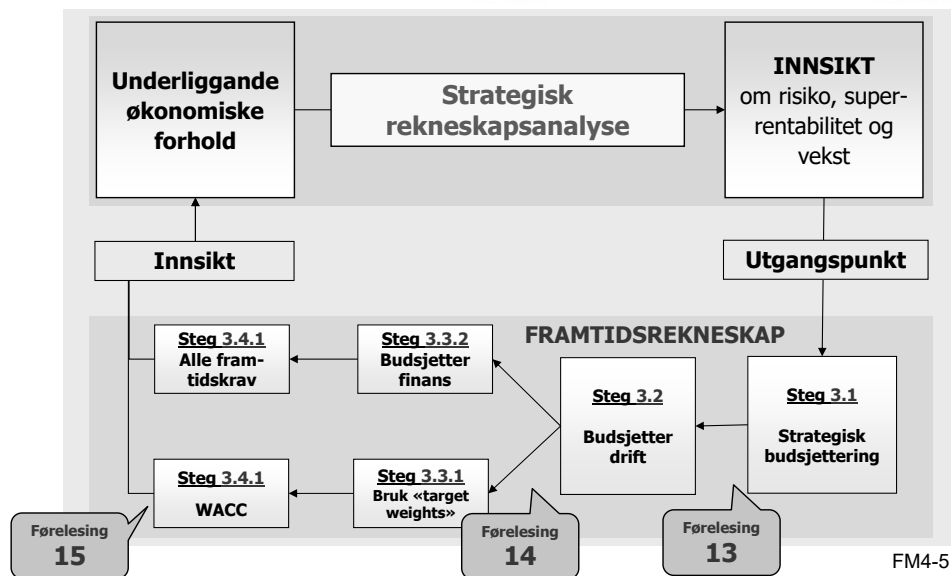 Underliggande
økonomiske
forhold
Strategisk
rekneskapsanalyse
INNSIKT
om risiko, super-
rentabilitet og
vekst
Innsikt
Utgangspunkt
FRAMTIDSREKNESKAP
Steg 3.4.1
Alle fram-
tidskrav
Steg 3.3.2
Budsjetter
finans
Steg 3.2
Budsjetter
drift
Steg 3.1
Strategisk
budsjettering
Steg 3.4.1
WACC
Steg 3.3.1
Bruk «target
weights»
Førelesing
15
Førelesing
14
Førelesing
13
FM4-5